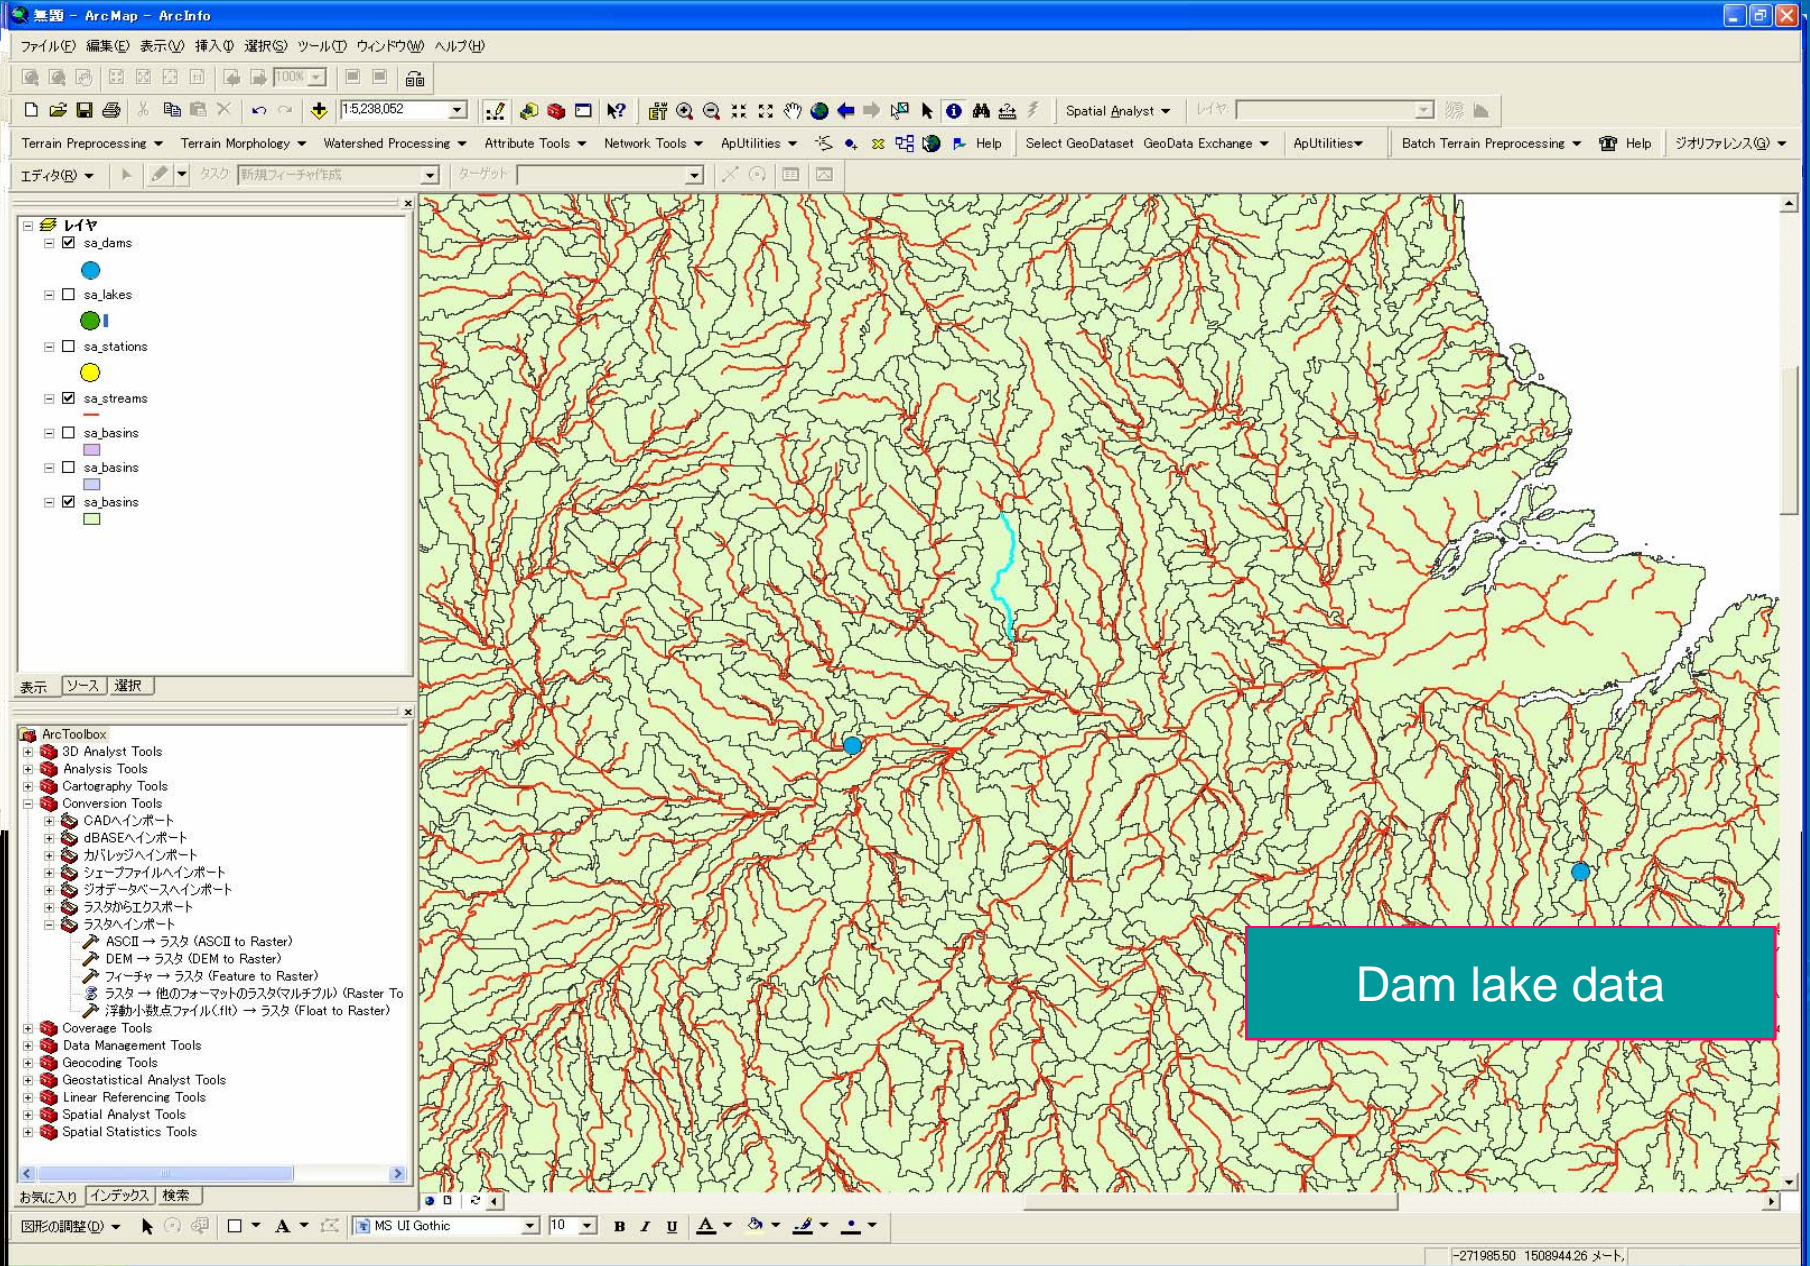 無題 - ArcMap - ArcInfo
ファイル(F) 編集(E) 表示(V) 挿入(I) 選択(S) ツール(T) ウィンドウ(W) ヘルプ(H)
100%
1:5,238,052 Spatial Analyst レイヤ:
Terrain Preprocessing Terrain Morphology Watershed Processing Attribute Tools Network Tools ApUtilities Help Select GeoDataset GeoData Exchange ApUtilities Batch Terrain Preprocessing Help ジオリファレンス(G)
エディタ(R) タスク: 新規フィーチャ作成 ターゲット:
レイヤ
sa_dams
sa_lakes
sa_stations
sa_streams
sa_basins
sa_basins
sa_basins
表示 ソース 選択
ArcToolbox
3D Analyst Tools
Analysis Tools
Cartography Tools
Conversion Tools
CADへインポート
dBASEへインポート
カバレッジへインポート
シェープファイルへインポート
ジオデータベースへインポート
ラスタからエクスポート
ラスタへインポート
ASCII → ラスタ (ASCII to Raster)
DEM → ラスタ (DEM to Raster)
フィーチャ → ラスタ (Feature to Raster)
ラスタ → 他のフォーマットのラスタ(マルチプル) (Raster To
浮動小数点ファイル(.flt) → ラスタ (Float to Raster)
Coverage Tools
Data Management Tools
Geocoding Tools
Geostatistical Analyst Tools
Linear Referencing Tools
Spatial Analyst Tools
Spatial Statistics Tools
お気に入り インデックス 検索
Dam lake data
図形の調整(D) A MS UI Gothic 10 B I U A
-271985.50 1508944.26 メートル